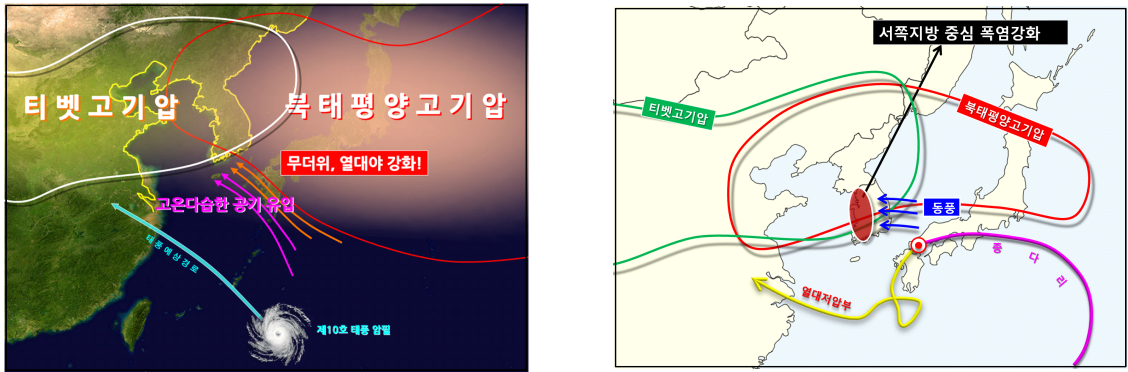 티벳고기압
북태평양고기압
무더위, 열대야 강화!
고온다습한 공기 유입
태풍예상경로
제10호 태풍 암필
서쪽지방 중심 폭염강화
티벳고기압
북태평양고기압
동풍
종다리
열대저압부